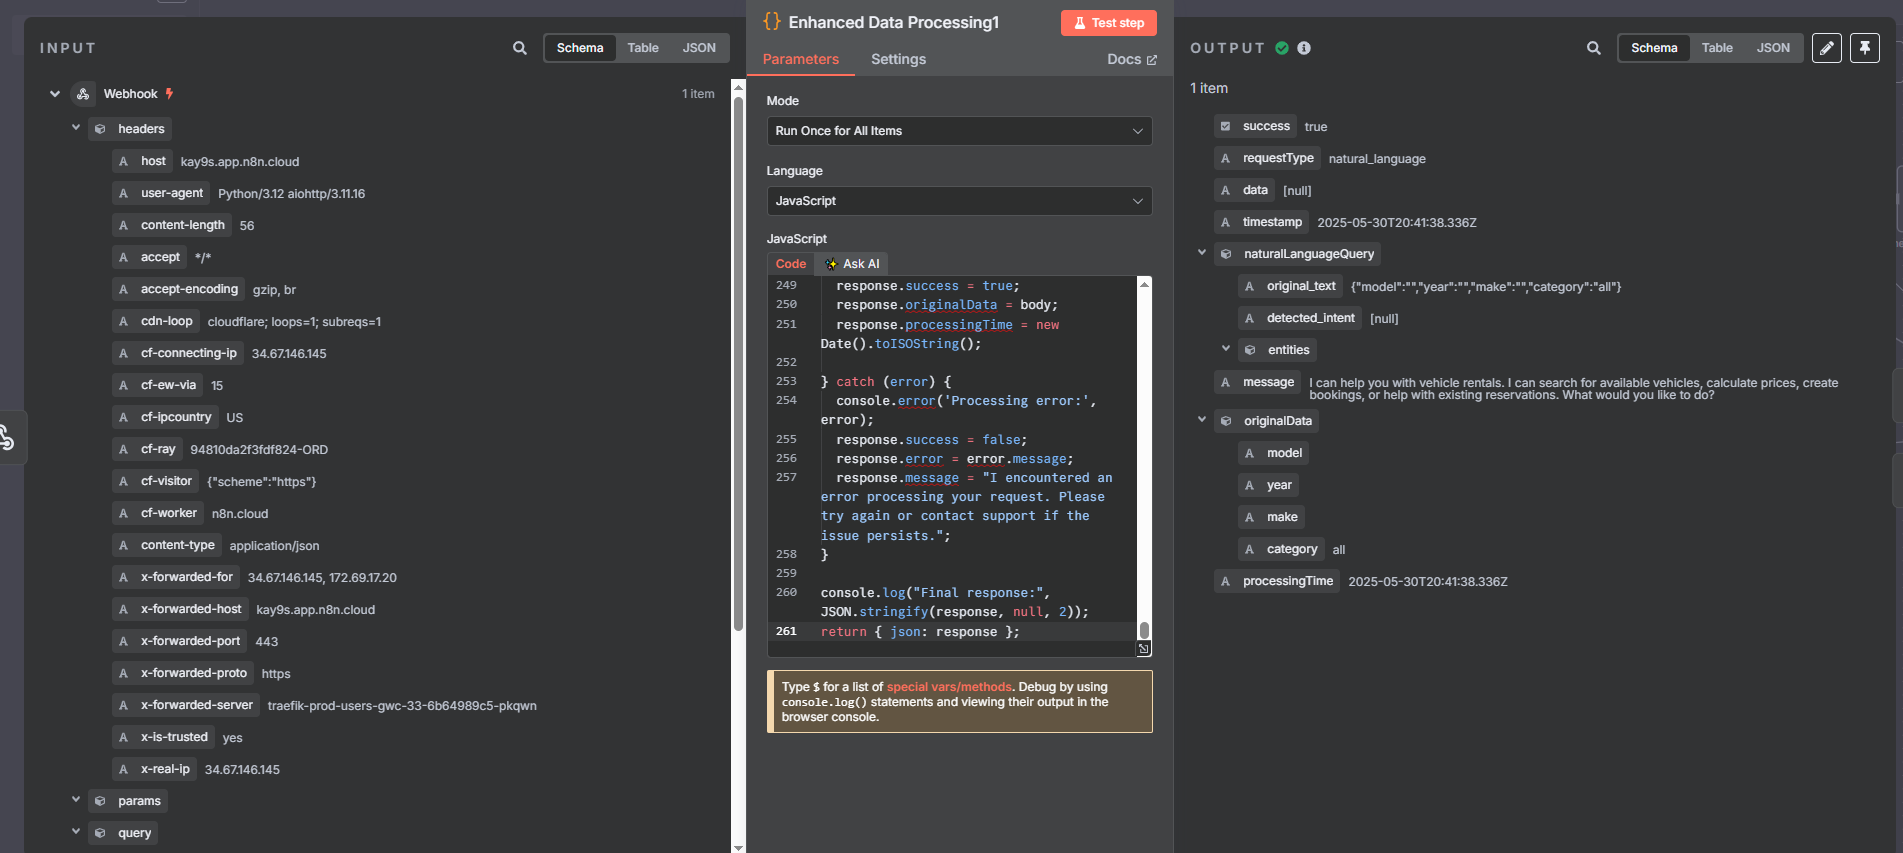 INPUT
Schema
Table
JSON
Webhook
1 item
headers
A host kay9s.app.n8n.cloud
A user-agent Python/3.12 aiohttp/3.11.16
A content-length 56
A accept */*
A accept-encoding gzip, br
A cdn-loop cloudflare; loops=1; subreqs=1
A cf-connecting-ip 34.67.146.145
A cf-ew-via 15
A cf-ipcountry US
A cf-ray 94810da2f3fdf824-ORD
A cf-visitor {"scheme":"https"}
A cf-worker n8n.cloud
A content-type application/json
A x-forwarded-for 34.67.146.145, 172.69.17.20
A x-forwarded-host kay9s.app.n8n.cloud
A x-forwarded-port 443
A x-forwarded-proto https
A x-forwarded-server traefik-prod-users-gwc-33-6b64989c5-pkqwn
A x-is-trusted yes
A x-real-ip 34.67.146.145
params
query
{} Enhanced Data Processing1
Test step
Parameters
Settings
Docs
Mode
Run Once for All Items
Language
JavaScript
JavaScript
Code
Ask AI
249 response.success = true;
250 response.originalData = body;
251 response.processingTime = new
Date().toISOString();
252
253 } catch (error) {
254 console.error('Processing error:',
error);
255 response.success = false;
256 response.error = error.message;
257 response.message = "I encountered an
error processing your request. Please
try again or contact support if the
issue persists.";
258 }
259
260 console.log("Final response:",
JSON.stringify(response, null, 2));
261 return { json: response };
Type $ for a list of special vars/methods. Debug by using
console.log() statements and viewing their output in the
browser console.
OUTPUT
Schema
Table
JSON
1 item
success true
A requestType natural_language
A data [null]
A timestamp 2025-05-30T20:41:38.336Z
naturalLanguageQuery
A original_text {"model":"","year":"","make":"","category":"all"}
A detected_intent [null]
entities
A message I can help you with vehicle rentals. I can search for available vehicles, calculate prices, create
bookings, or help with existing reservations. What would you like to do?
originalData
A model
A year
A make
A category all
A processingTime 2025-05-30T20:41:38.336Z